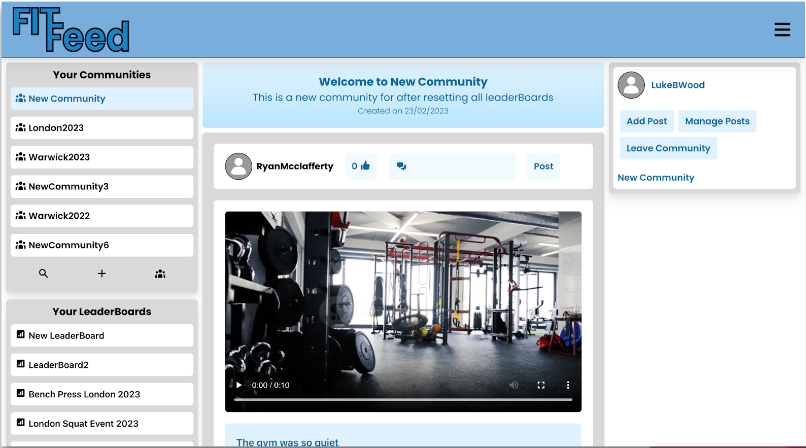 FIT
Feed
Your Communities
New Community
London2023
Warwick2023
NewCommunity3
Warwick2022
NewCommunity6
Your LeaderBoards
New LeaderBoard
LeaderBoard2
Bench Press London 2023
London Squat Event 2023
Welcome to New Community
This is a new community for after resetting all leaderBoards
Created on 23/02/2023
RyanMcclafferty
0
Post
0:00 / 0:10
The gym was so quiet
LukeBWood
Add Post
Manage Posts
Leave Community
New Community